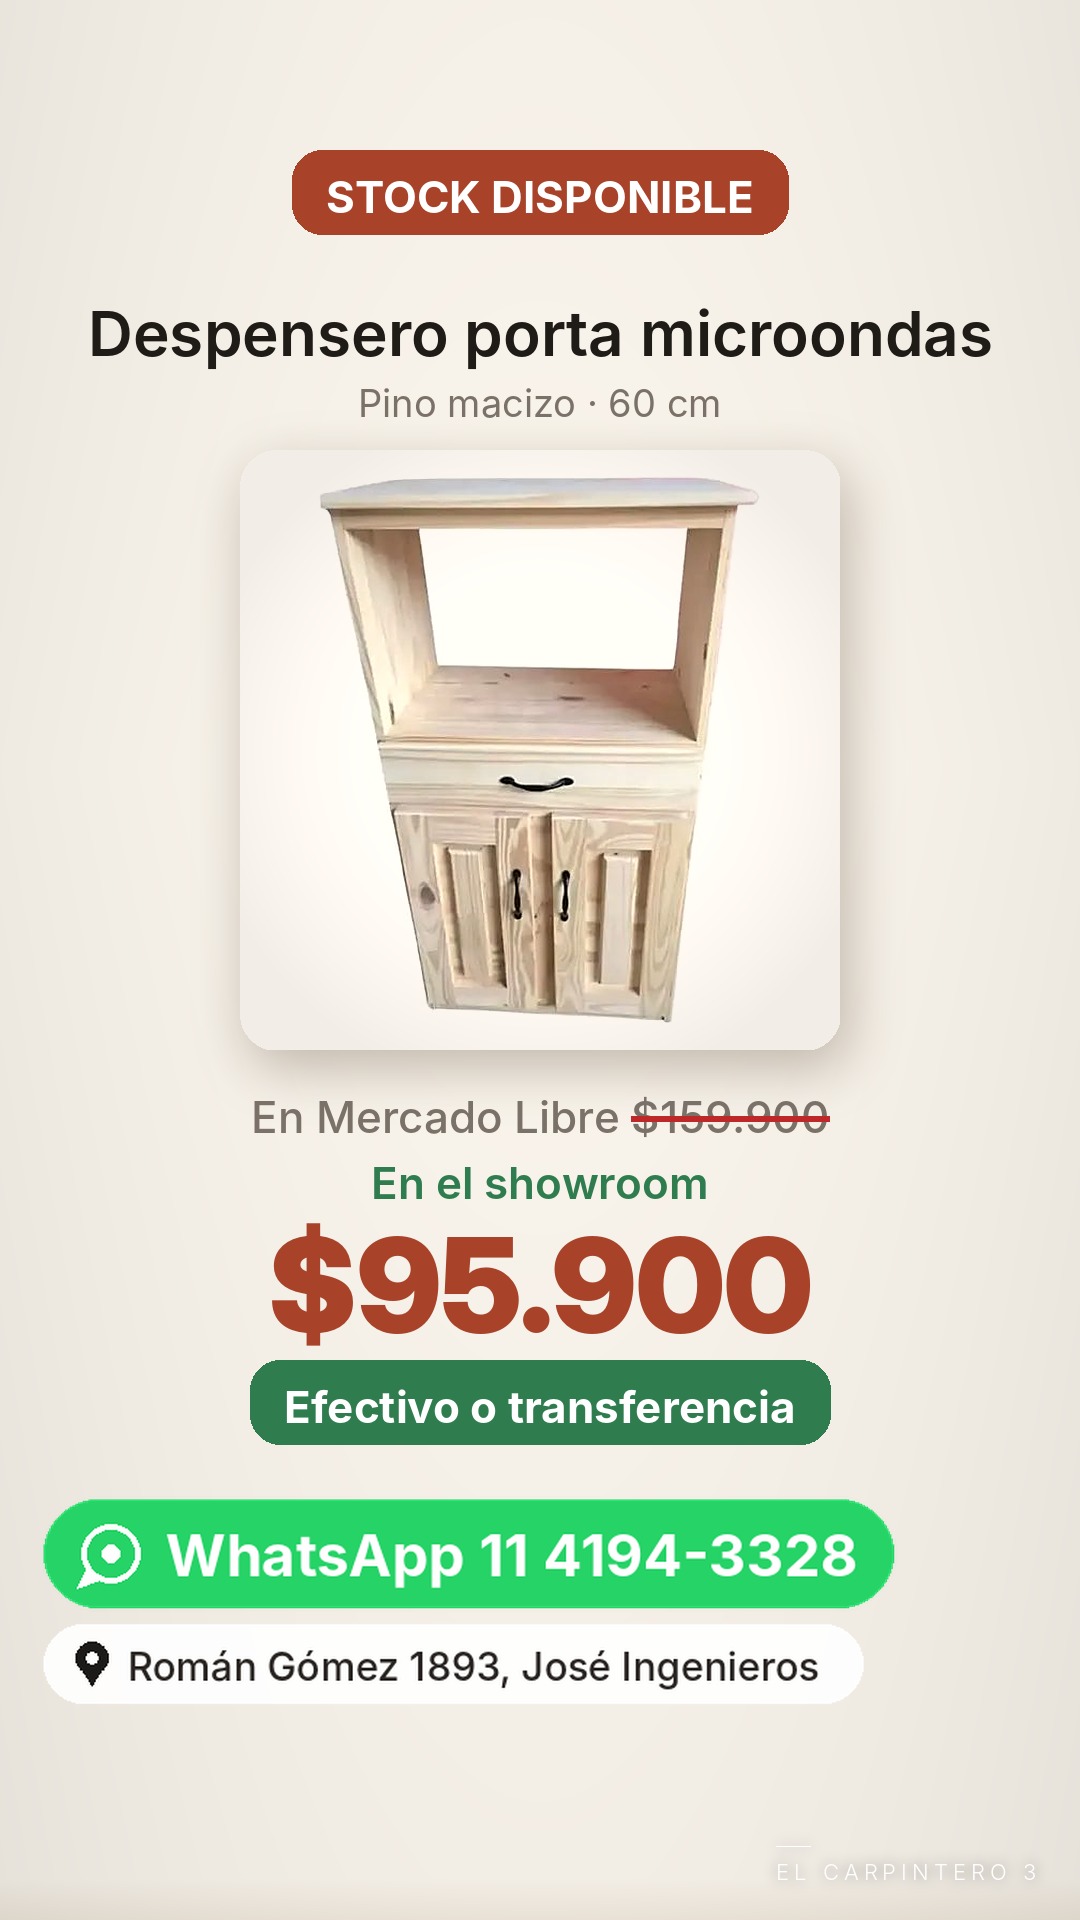 STOCK DISPONIBLE
Despensero porta microondas
Pino macizo · 60 cm
En Mercado Libre $159.900
En el showroom
$95.900
Efectivo o transferencia
WhatsApp 11 4194-3328
Román Gómez 1893, José Ingenieros
EL CARPINTERO 3